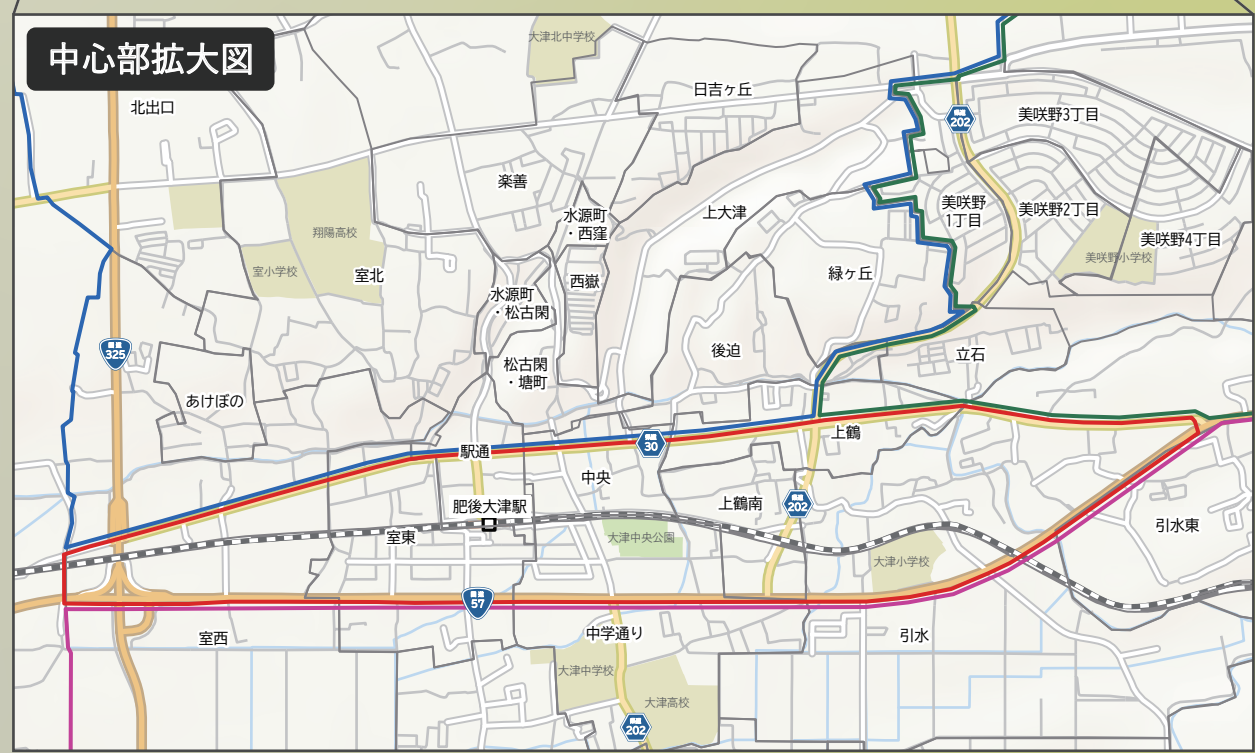 中心部拡大図
大津北中学校
日吉ヶ丘
北出口
美咲野3丁目
202
楽善
翔陽高校
水源町
・西窪
上大津
美咲野
1丁目
美咲野2丁目
美咲野4丁目
美咲野小学校
室小学校
室北
西嶽
緑ヶ丘
水源町
・松古閑
325
後迫
立石
松古閑
・塘町
あけぼの
上鶴
30
駅通
中央
肥後大津駅
上鶴南
202
引水東
室東
大津中央公園
大津小学校
57
室西
中学通り
引水
大津中学校
大津高校
202